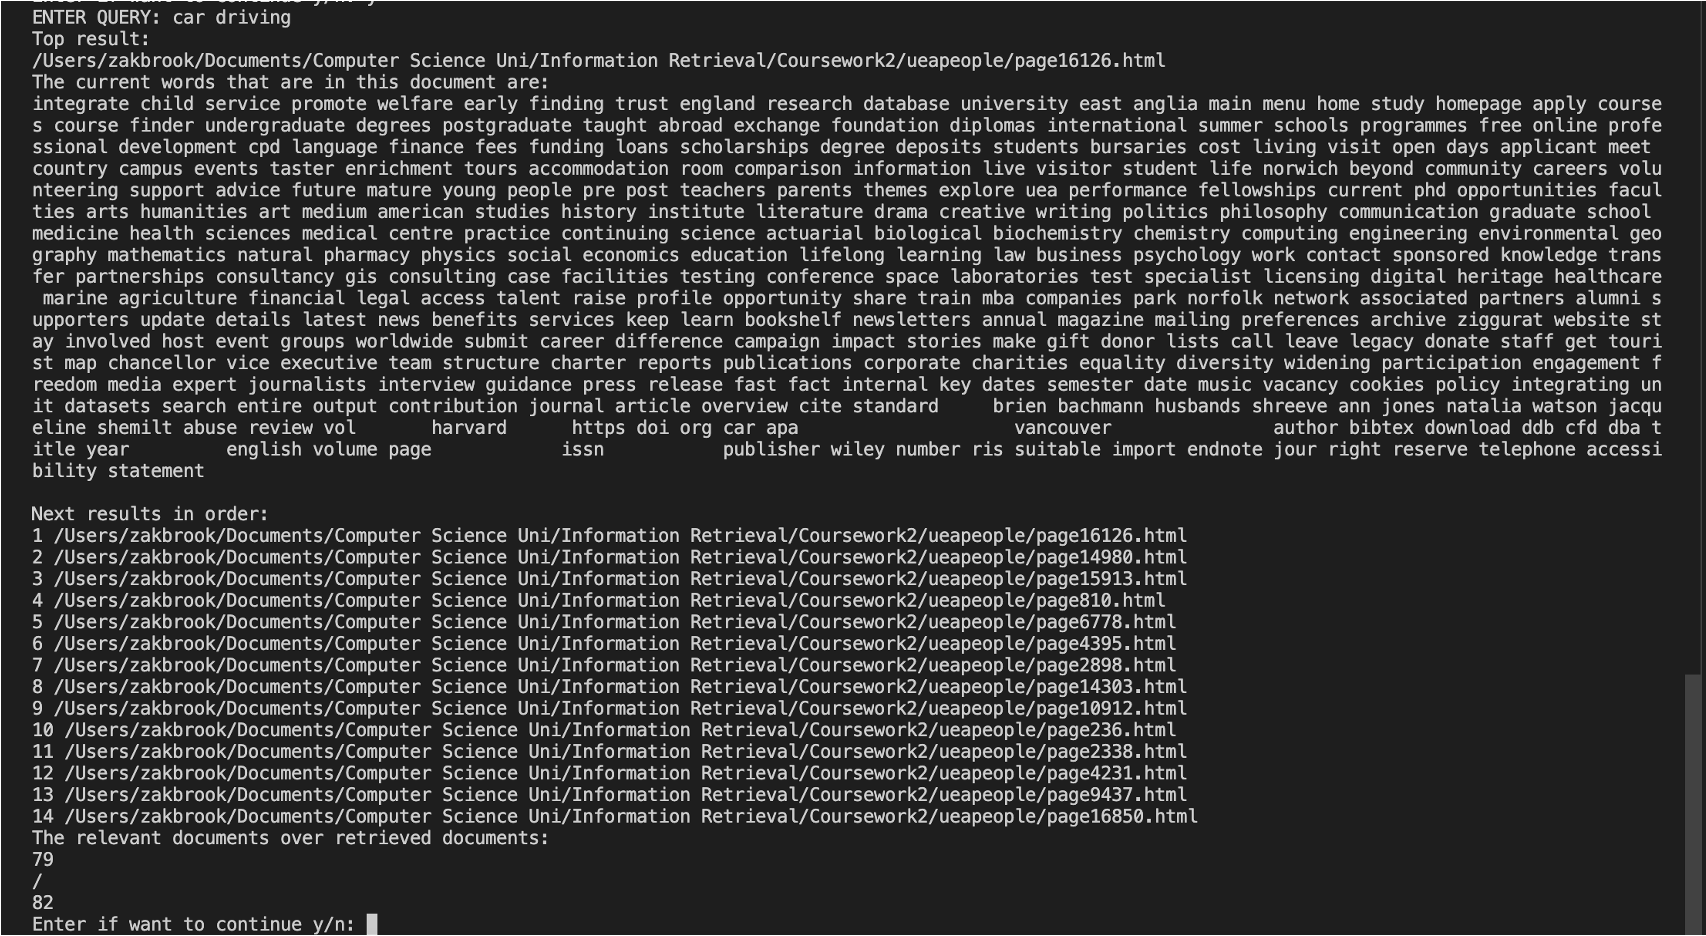 ENTER QUERY: car driving
Top result:
/Users/zakbrook/Documents/Computer Science Uni/Information Retrieval/Coursework2/ueapeople/page16126.html
The current words that are in this document are:
integrate child service promote welfare early finding trust england research database university east anglia main menu home study homepage apply course
s course finder undergraduate degrees postgraduate taught abroad exchange foundation diplomas international summer schools programmes free online profe
ssional development cpd language finance fees funding loans scholarships degree deposits students bursaries cost living visit open days applicant meet
country campus events taster enrichment tours accommodation room comparison information live visitor student life norwich beyond community careers volu
nteering support advice future mature young people pre post teachers parents themes explore uea performance fellowships current phd opportunities facul
ties arts humanities art medium american studies history institute literature drama creative writing politics philosophy communication graduate school
medicine health sciences medical centre practice continuing science actuarial biological biochemistry chemistry computing engineering environmental geo
graphy mathematics natural pharmacy physics social economics education lifelong learning law business psychology work contact sponsored knowledge trans
fer partnerships consultancy gis consulting case facilities testing conference space laboratories test specialist licensing digital heritage healthcare
 marine agriculture financial legal access talent raise profile opportunity share train mba companies park norfolk network associated partners alumni s
upporters update details latest news benefits services keep learn bookshelf newsletters annual magazine mailing preferences archive ziggurat website st
ay involved host event groups worldwide submit career difference campaign impact stories make gift donor lists call leave legacy donate staff get touri
st map chancellor vice executive team structure charter reports publications corporate charities equality diversity widening participation engagement f
reedom media expert journalists interview guidance press release fast fact internal key dates semester date music vacancy cookies policy integrating un
it datasets search entire output contribution journal article overview cite standard     brien bachmann husbands shreeve ann jones natalia watson jacqu
eline shemilt abuse review vol       harvard      https doi org car apa                    vancouver               author bibtex download ddb cfd dba t
itle year         english volume page            issn           publisher wiley number ris suitable import endnote jour right reserve telephone accessi
bility statement
Next results in order:
1 /Users/zakbrook/Documents/Computer Science Uni/Information Retrieval/Coursework2/ueapeople/page16126.html
2 /Users/zakbrook/Documents/Computer Science Uni/Information Retrieval/Coursework2/ueapeople/page14980.html
3 /Users/zakbrook/Documents/Computer Science Uni/Information Retrieval/Coursework2/ueapeople/page15913.html
4 /Users/zakbrook/Documents/Computer Science Uni/Information Retrieval/Coursework2/ueapeople/page810.html
5 /Users/zakbrook/Documents/Computer Science Uni/Information Retrieval/Coursework2/ueapeople/page6778.html
6 /Users/zakbrook/Documents/Computer Science Uni/Information Retrieval/Coursework2/ueapeople/page4395.html
7 /Users/zakbrook/Documents/Computer Science Uni/Information Retrieval/Coursework2/ueapeople/page2898.html
8 /Users/zakbrook/Documents/Computer Science Uni/Information Retrieval/Coursework2/ueapeople/page14303.html
9 /Users/zakbrook/Documents/Computer Science Uni/Information Retrieval/Coursework2/ueapeople/page10912.html
10 /Users/zakbrook/Documents/Computer Science Uni/Information Retrieval/Coursework2/ueapeople/page236.html
11 /Users/zakbrook/Documents/Computer Science Uni/Information Retrieval/Coursework2/ueapeople/page2338.html
12 /Users/zakbrook/Documents/Computer Science Uni/Information Retrieval/Coursework2/ueapeople/page4231.html
13 /Users/zakbrook/Documents/Computer Science Uni/Information Retrieval/Coursework2/ueapeople/page9437.html
14 /Users/zakbrook/Documents/Computer Science Uni/Information Retrieval/Coursework2/ueapeople/page16850.html
The relevant documents over retrieved documents:
79
/
82
Enter if want to continue y/n: